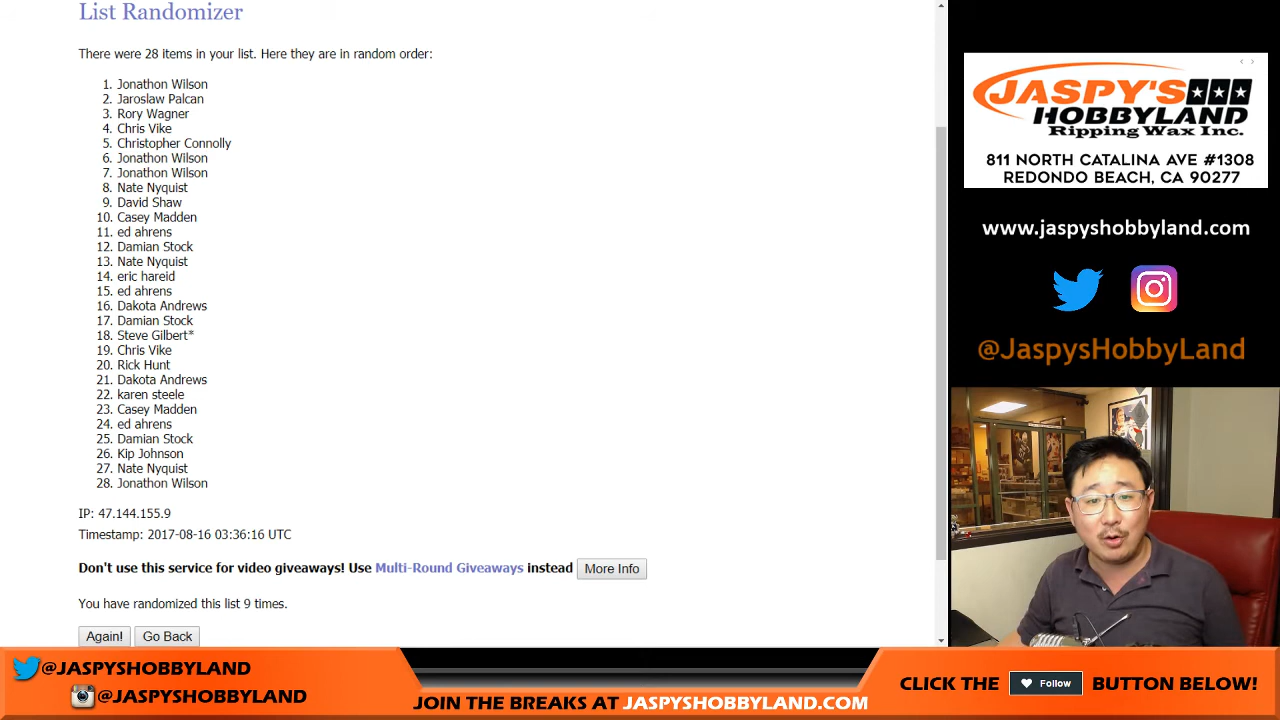 List Randomizer
There were 28 items in your list. Here they are in random order:
1. Jonathon Wilson
2. Jaroslaw Palcan
3. Rory Wagner
4. Chris Vike
5. Christopher Connolly
6. Jonathon Wilson
7. Jonathon Wilson
8. Nate Nyquist
9. David Shaw
10. Casey Madden
11. ed ahrens
12. Damian Stock
13. Nate Nyquist
14. eric hareid
15. ed ahrens
16. Dakota Andrews
17. Damian Stock
18. Steve Gilbert*
19. Chris Vike
20. Rick Hunt
21. Dakota Andrews
22. karen steele
23. Casey Madden
24. ed ahrens
25. Damian Stock
26. Kip Johnson
27. Nate Nyquist
28. Jonathon Wilson
IP: 47.144.155.9
Timestamp: 2017-08-16 03:36:16 UTC
Don't use this service for video giveaways! Use Multi-Round Giveaways instead More Info
You have randomized this list 9 times.
Again! Go Back
JASPY'S
HOBBYLAND
Ripping Wax Inc.
811 NORTH CATALINA AVE #1308
REDONDO BEACH, CA 90277
www.jaspyshobbyland.com
@JaspysHobbyLand
@JASPYSHOBBYLAND
@JASPYSHOBBYLAND
JOIN THE BREAKS AT JASPYSHOBBYLAND.COM
CLICK THE Follow BUTTON BELOW!